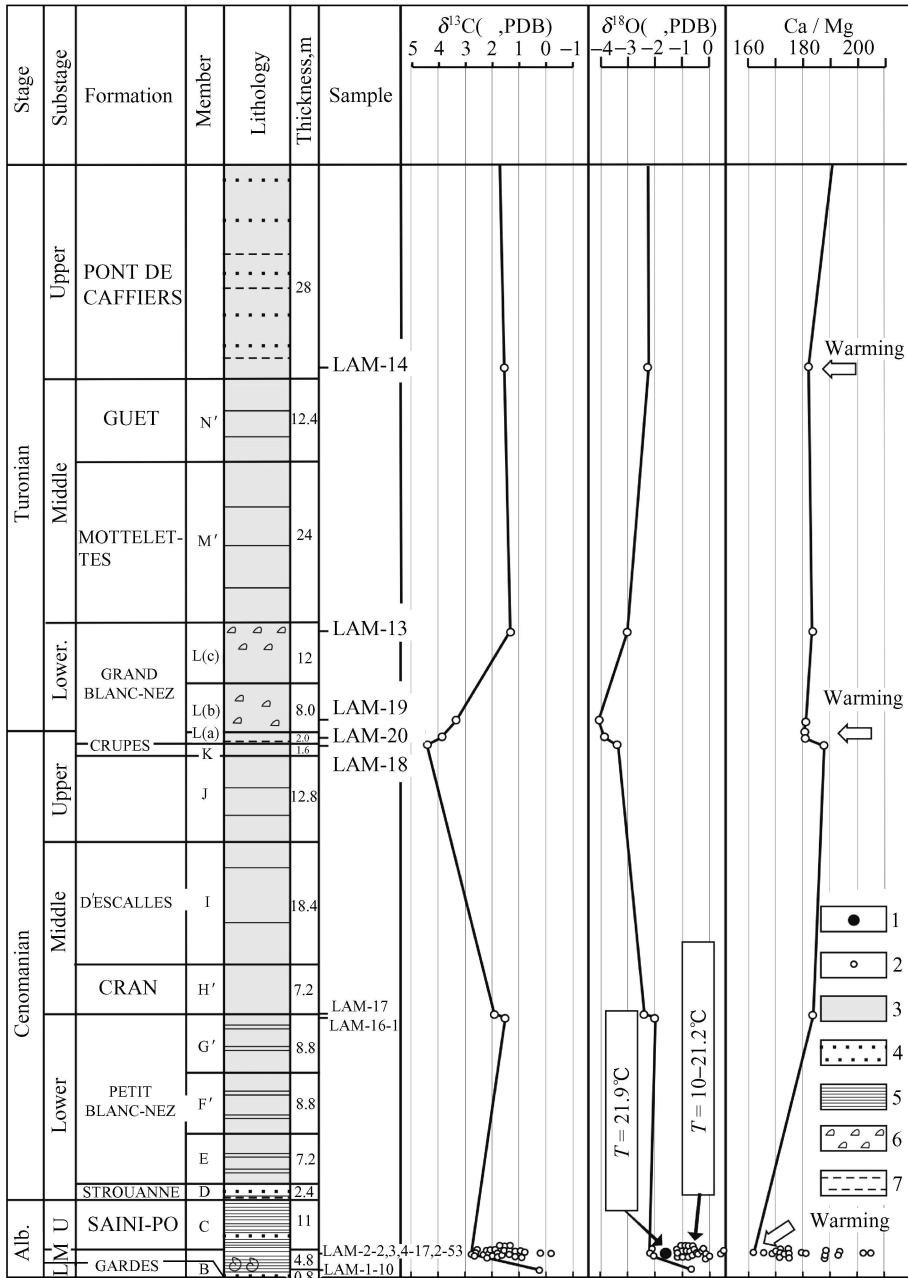 Stage
Substage
Formation
Member
Lithology
Thickness,m
Sample
δ¹³C( ,PDB)
5 4 3 2 1 0 −1
δ¹⁸O( ,PDB)
−4 −3 −2 −1 0
Ca / Mg
160 180 200
Turonian
Upper
PONT DE
CAFFIERS
28
LAM-14
Warming
Middle
GUET
N′
12.4
MOTTELET-
TES
M′
24
Lower.
GRAND
BLANC-NEZ
L(c)
12
LAM-13
L(b)
8.0
LAM-19
Warming
L(a)
2.0
LAM-20
Cenomanian
Upper
CRUPES
K
1.6
LAM-18
J
12.8
Middle
D'ESCALLES
I
18.4
CRAN
H′
7.2
LAM-17
Lower
PETIT
BLANC-NEZ
LAM-16-1
G′
8.8
F′
8.8
E
7.2
STROUANNE
D
2.4
T = 21.9°C
T = 10–21.2°C
Alb.
U
SAINI-PO
C
11
M
L
GARDES
4.8
LAM-2-2,3,4-17,2-53
B
0.8
LAM-1-10
Warming
1
2
3
4
5
6
7